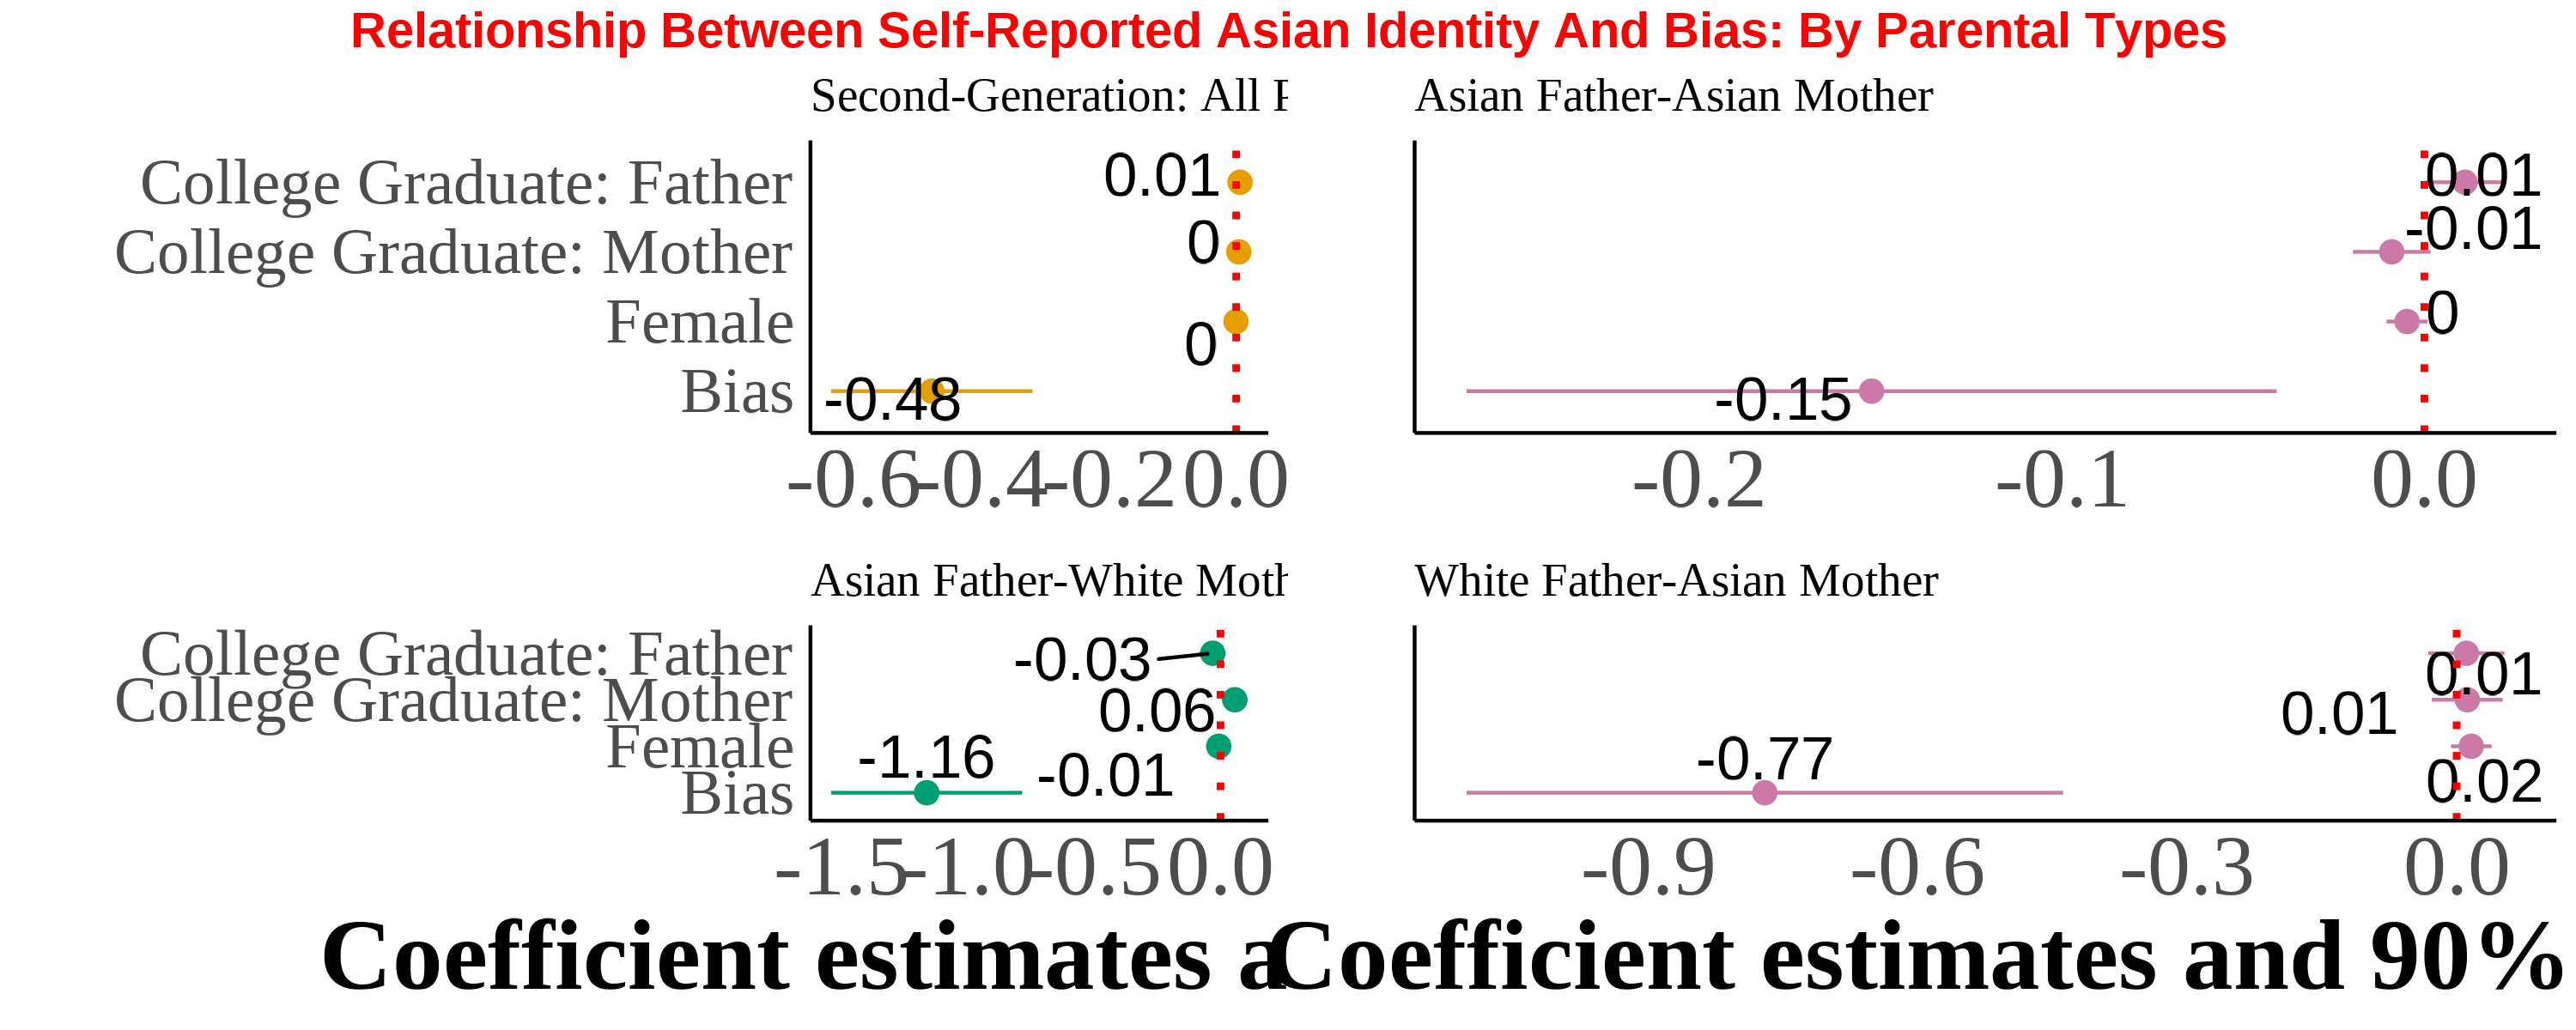 Relationship Between Self-Reported Asian Identity And Bias: By Parental Types
Second-Generation: All
College Graduate: Father
College Graduate: Mother
Female
Bias
0.01
0
0
-0.48
-0.6
-0.4
-0.2
0.0
Asian Father-Asian Mother
0.01
-0.01
0
-0.15
-0.2
-0.1
0.0
Asian Father-White Moth
College Graduate: Father
College Graduate: Mother
Female
Bias
-0.03
0.06
-0.01
-1.16
-1.5
-1.0
-0.5
0.0
Coefficient estimates a
White Father-Asian Mother
0.01
0.01
0.02
-0.77
-0.9
-0.6
-0.3
0.0
Coefficient estimates and 90%